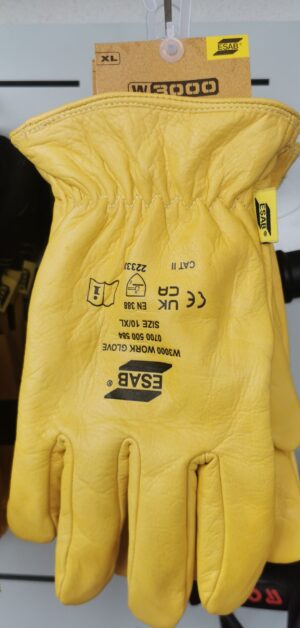 XL
ESAB
W3000
ESAB
ESAB®
W3000 WORK GLOVE
0700 500 584
SIZE 10/XL
CE UK CA
EN 388
2233X
CAT II